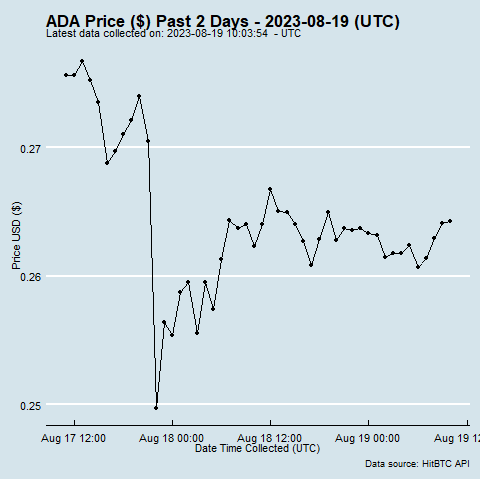 ADA Price ($) Past 2 Days - 2023-08-19 (UTC)
Latest data collected on: 2023-08-19 10:03:54  - UTC
Price USD ($)
0.27
0.26
0.25
Aug 17 12:00
Aug 18 00:00
Aug 18 12:00
Aug 19 00:00
Aug 19 12
Date Time Collected (UTC)
Data source: HitBTC API